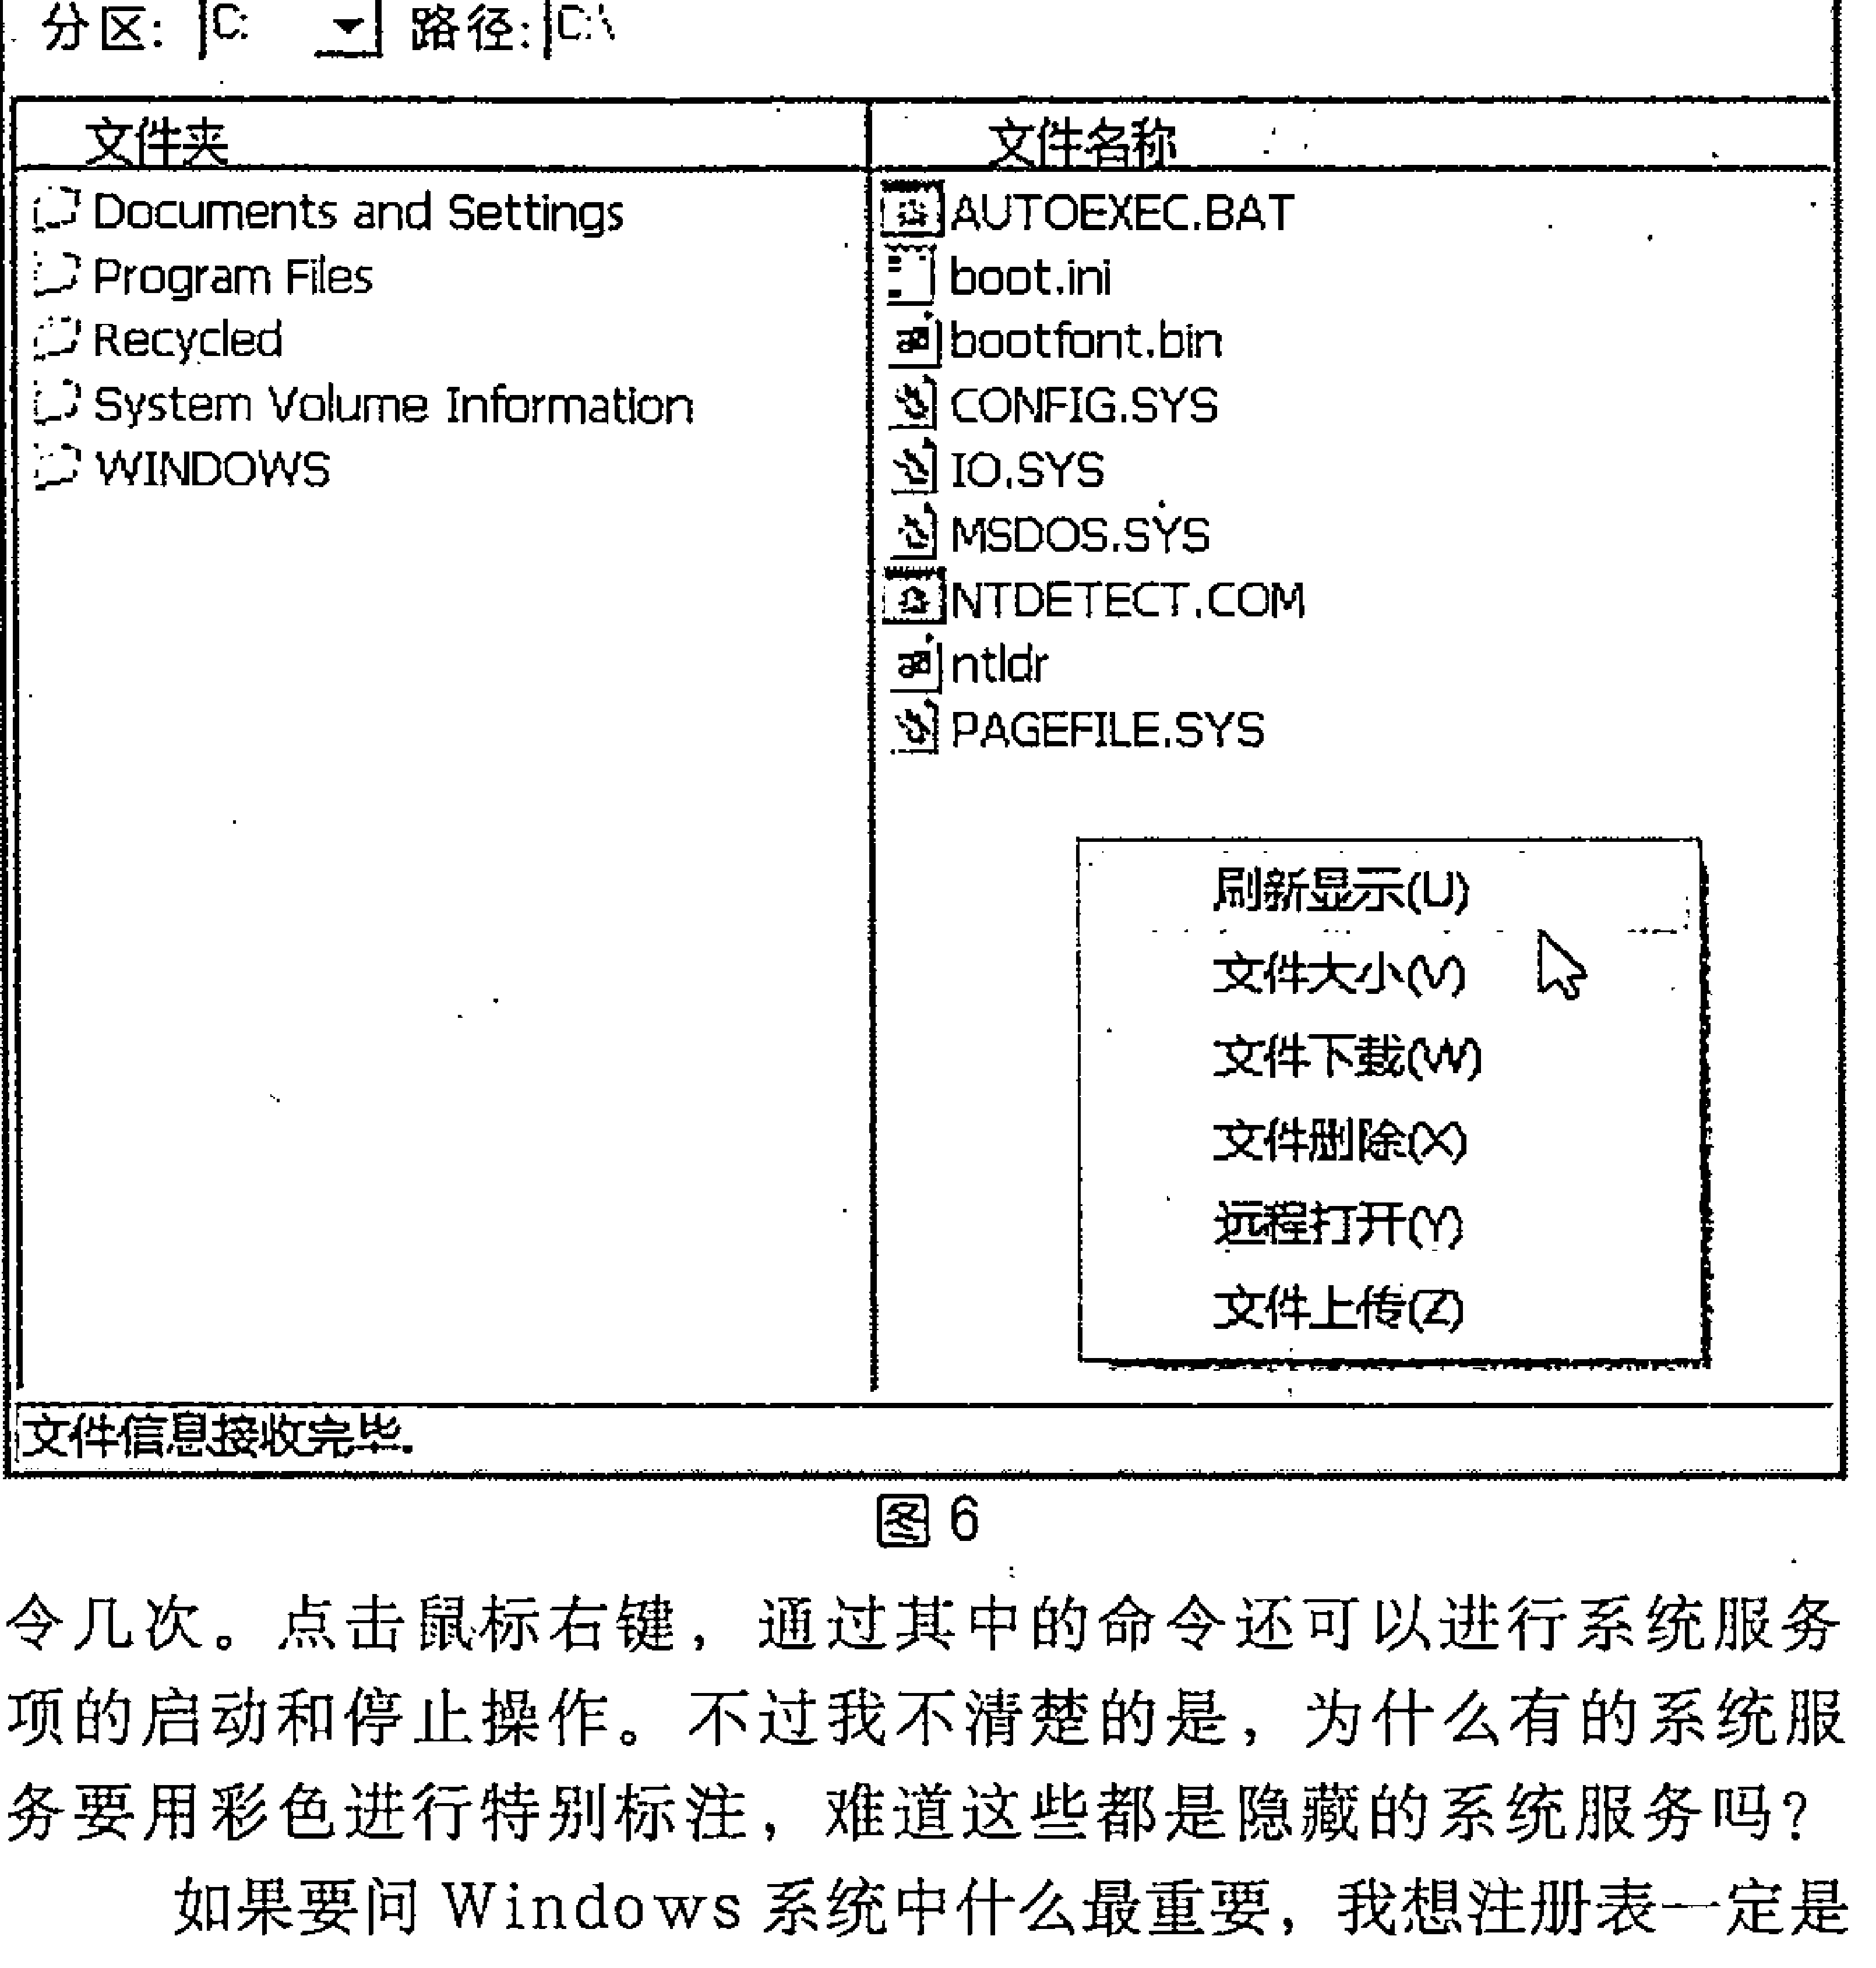 分区: C: 路径: C:\
文件夹 文件名称
Documents and Settings AUTOEXEC.BAT
Program Files boot.ini
Recycled bootfont.bin
System Volume Information CONFIG.SYS
WINDOWS IO.SYS
MSDOS.SYS
NTDETECT.COM
ntldr
PAGEFILE.SYS
刷新显示(U)
文件大小(V)
文件下载(W)
文件删除(X)
远程打开(Y)
文件上传(Z)
文件信息接收完毕.
图 6
令几次。点击鼠标右键，通过其中的命令还可以进行系统服务
项的启动和停止操作。不过我不清楚的是，为什么有的系统服
务要用彩色进行特别标注，难道这些都是隐藏的系统服务吗？
如果要问 Windows 系统中什么最重要，我想注册表一定是